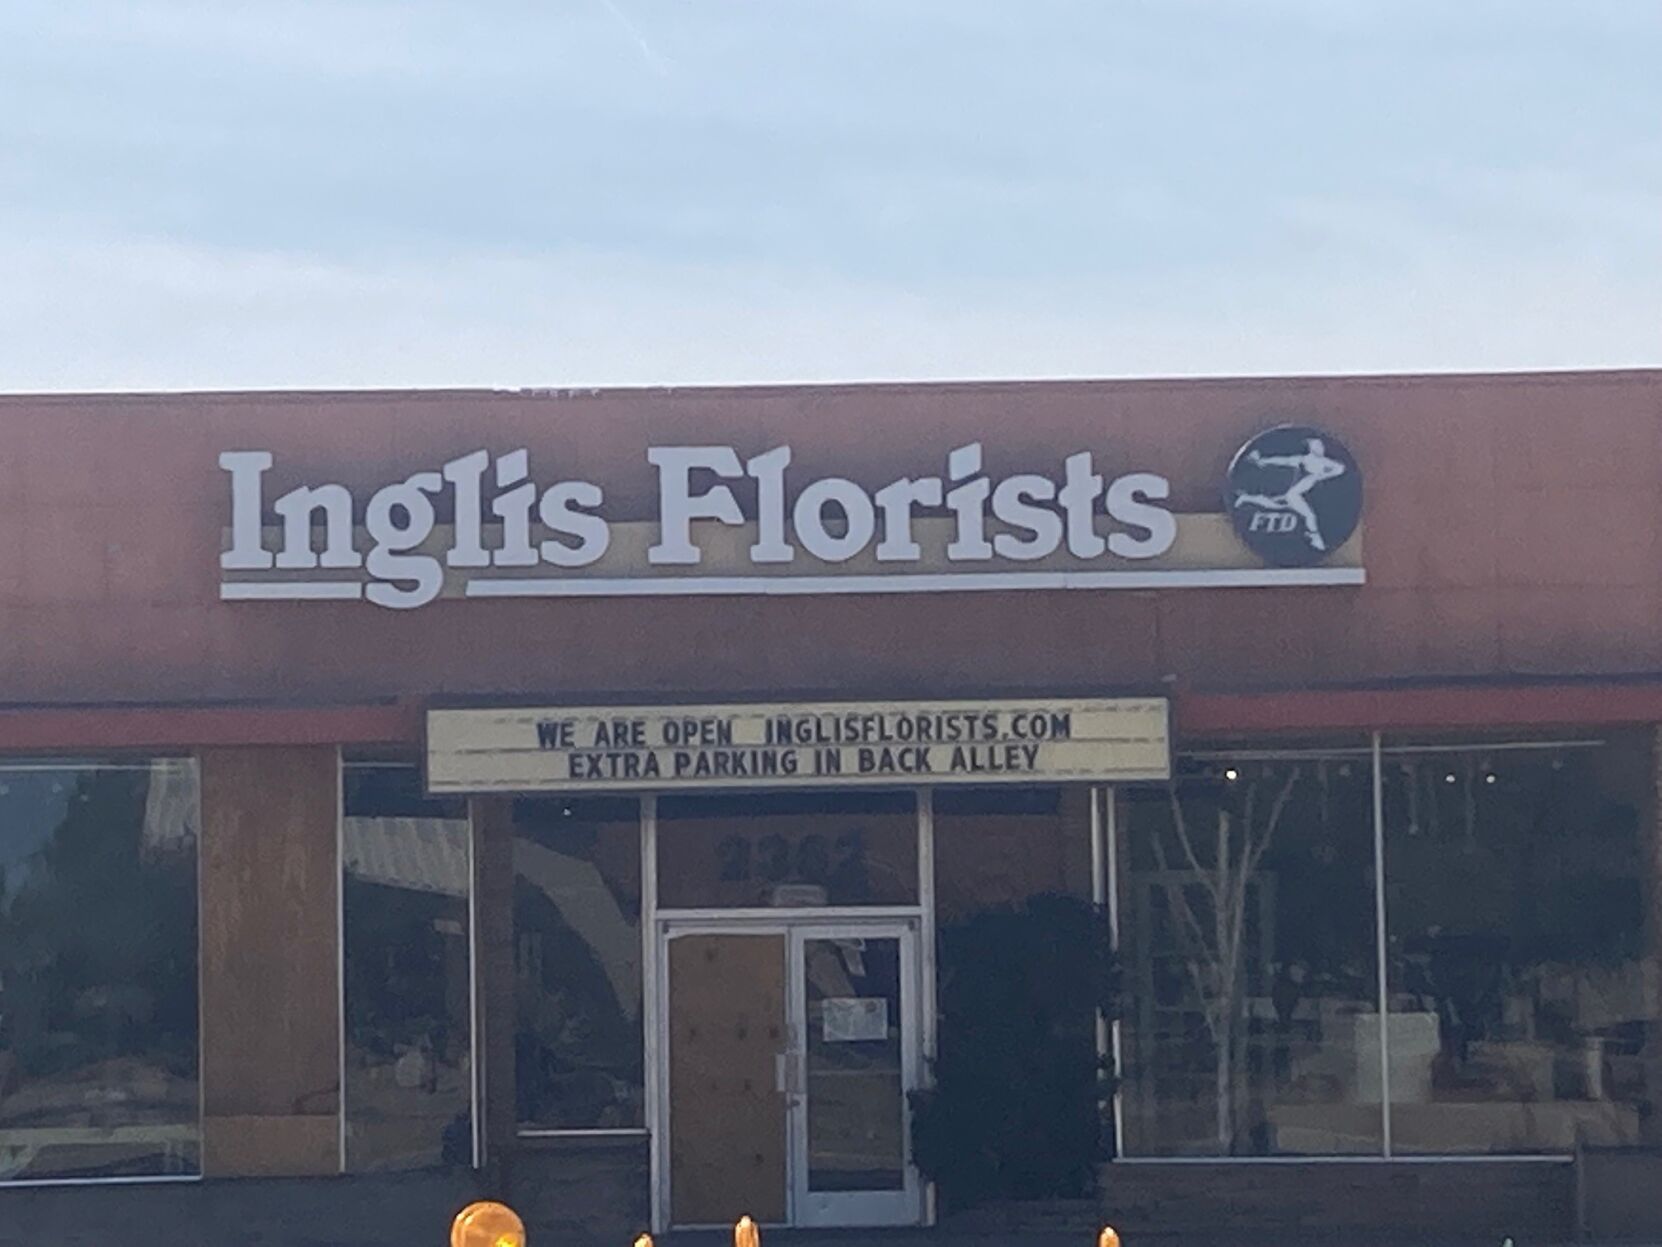 Inglis Florists
FTD
WE ARE OPEN INGLISFLORISTS.COM
EXTRA PARKING IN BACK ALLEY